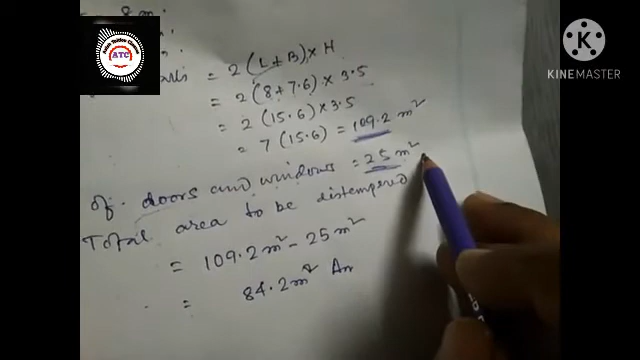 8 m
= 2 (L + B) × H
= 2 (8 + 7.6) × 3.5
= 2 (15.6) × 3.5
= 7 (15.6) = 109.2 m²
of doors and windows = 25 m²
Total area to be distempered
= 109.2 m² - 25 m²
= 84.2 m² An
ATC
KINEMASTER